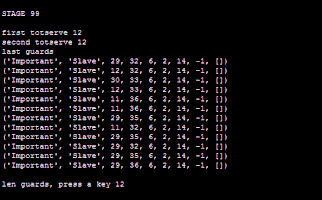 STAGE 99
first totserve 12
second totserve 12
last guards
('Important', 'Slave', 29, 32, 6, 2, 14, -1, [])
('Important', 'Slave', 12, 32, 6, 2, 14, -1, [])
('Important', 'Slave', 30, 33, 6, 2, 14, -1, [])
('Important', 'Slave', 12, 33, 6, 2, 14, -1, [])
('Important', 'Slave', 11, 36, 6, 2, 14, -1, [])
('Important', 'Slave', 11, 36, 6, 2, 14, -1, [])
('Important', 'Slave', 29, 35, 6, 2, 14, -1, [])
('Important', 'Slave', 11, 32, 6, 2, 14, -1, [])
('Important', 'Slave', 29, 35, 6, 2, 14, -1, [])
('Important', 'Slave', 29, 32, 6, 2, 14, -1, [])
('Important', 'Slave', 29, 35, 6, 2, 14, -1, [])
('Important', 'Slave', 29, 36, 6, 2, 14, -1, [])
len guards, press a key 12